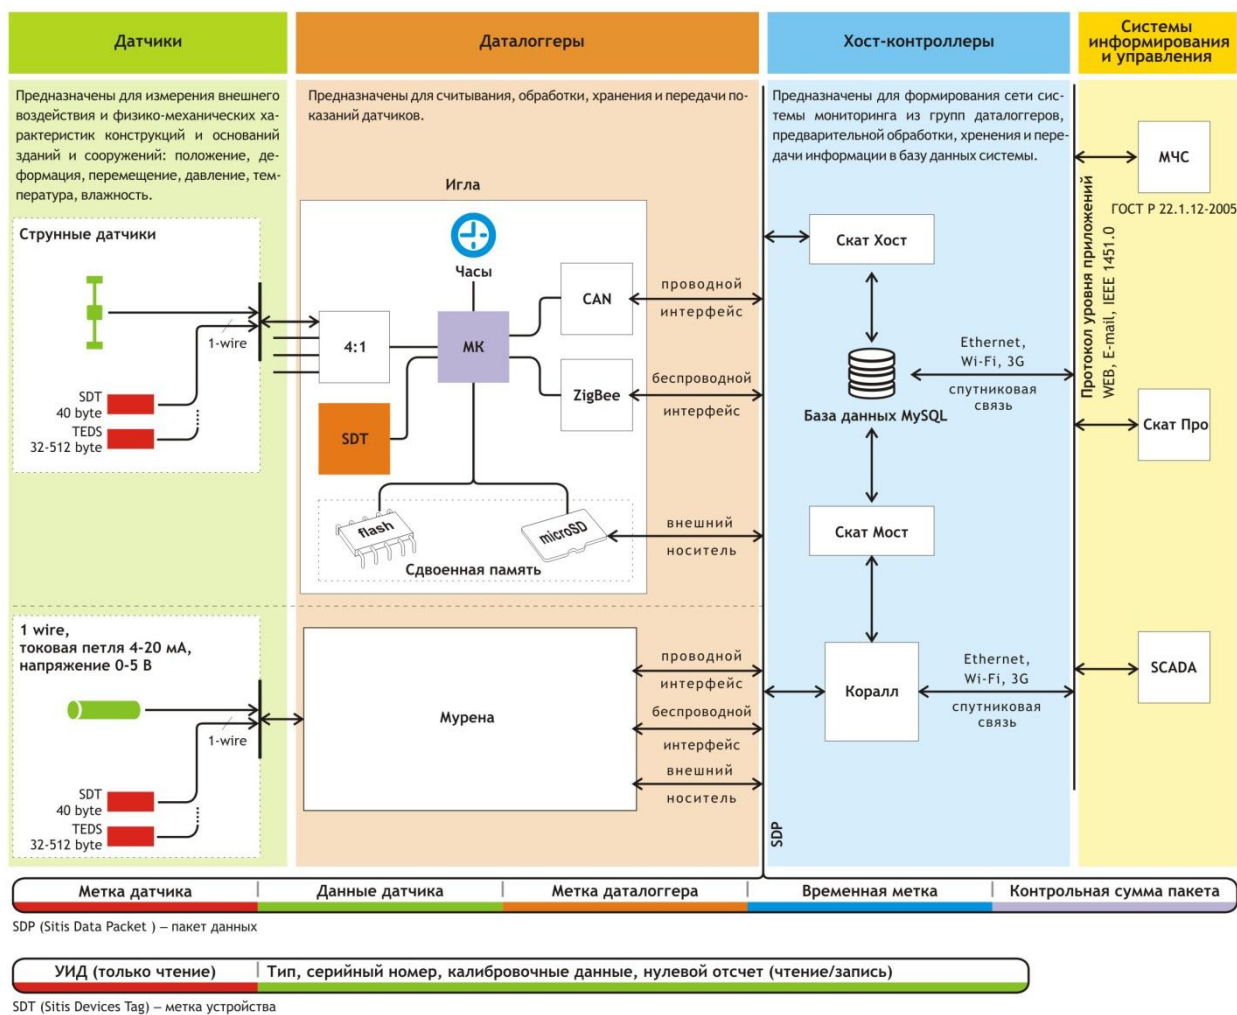 Датчики
Даталоггеры
Хост-контроллеры
Системы
информирования
и управления
Предназначены для измерения внешнего
воздействия и физико-механических ха-
рактеристик конструкций и оснований
зданий и сооружений: положение, де-
формация, перемещение, давление, тем-
пература, влажность.
Предназначены для считывания, обработки, хранения и передачи по-
казаний датчиков.
Предназначены для формирования сети сис-
темы мониторинга из групп даталоггеров,
предварительной обработки, хренения и пере-
дачи информации в базу данных системы.
Струнные датчики
1-wire
SDT
40 byte
TEDS
32-512 byte
Игла
Часы
4:1
МК
CAN
ZigBee
SDT
flash
microSD
Сдвоенная память
проводной
интерфейс
беспроводной
интерфейс
внешний
носитель
Скат Хост
База данных MySQL
Скат Мост
Ethernet,
Wi-Fi, 3G
спутниковая
связь
Протокол уровня приложений
WEB, E-mail, IEEE 1451.0
МЧС
ГОСТ Р 22.1.12-2005
Скат Про
SCADA
1 wire,
токовая петля 4-20 мА,
напряжение 0-5 В
1-wire
SDT
40 byte
TEDS
32-512 byte
Мурена
проводной
интерфейс
беспроводной
интерфейс
внешний
носитель
Коралл
Ethernet,
Wi-Fi, 3G
спутниковая
связь
SDP
Метка датчика
Данные датчика
Метка даталоггера
Временная метка
Контрольная сумма пакета
SDP (Sitis Data Packet ) – пакет данных
УИД (только чтение)
Тип, серийный номер, калибровочные данные, нулевой отсчет (чтение/запись)
SDT (Sitis Devices Tag) – метка устройства